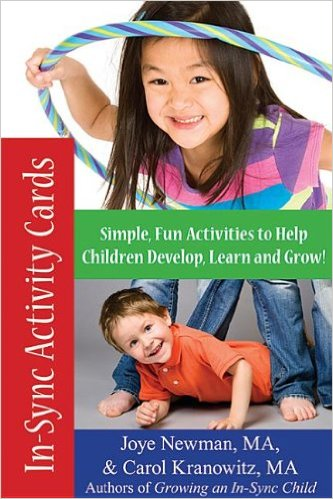 In-Sync Activity Cards
Simple, Fun Activities to Help
Children Develop, Learn and Grow!
Joye Newman, MA,
& Carol Kranowitz, MA
Authors of Growing an In-Sync Child